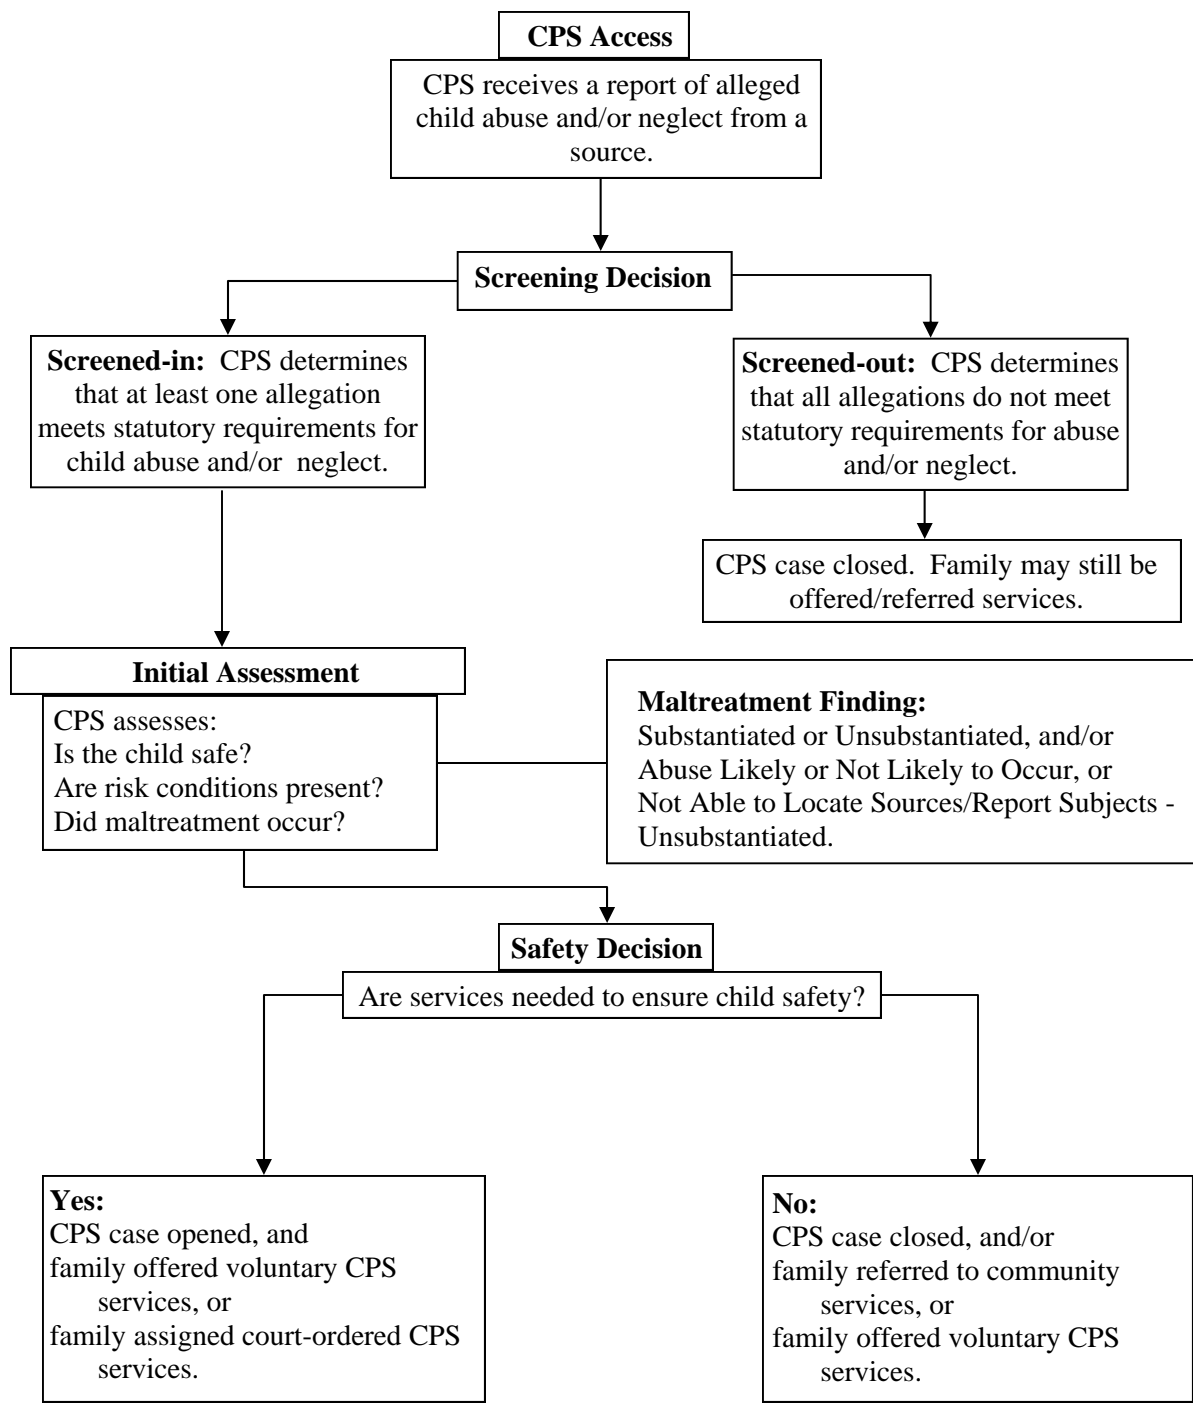 CPS Access
CPS receives a report of alleged
child abuse and/or neglect from a
source.
Screening Decision
Screened-in: CPS determines
that at least one allegation
meets statutory requirements for
child abuse and/or neglect.
Screened-out: CPS determines
that all allegations do not meet
statutory requirements for abuse
and/or neglect.
CPS case closed. Family may still be
offered/referred services.
Initial Assessment
CPS assesses:
Is the child safe?
Are risk conditions present?
Did maltreatment occur?
Maltreatment Finding:
Substantiated or Unsubstantiated, and/or
Abuse Likely or Not Likely to Occur, or
Not Able to Locate Sources/Report Subjects -
Unsubstantiated.
Safety Decision
Are services needed to ensure child safety?
Yes:
CPS case opened, and
family offered voluntary CPS
services, or
family assigned court-ordered CPS
services.
No:
CPS case closed, and/or
family referred to community
services, or
family offered voluntary CPS
services.